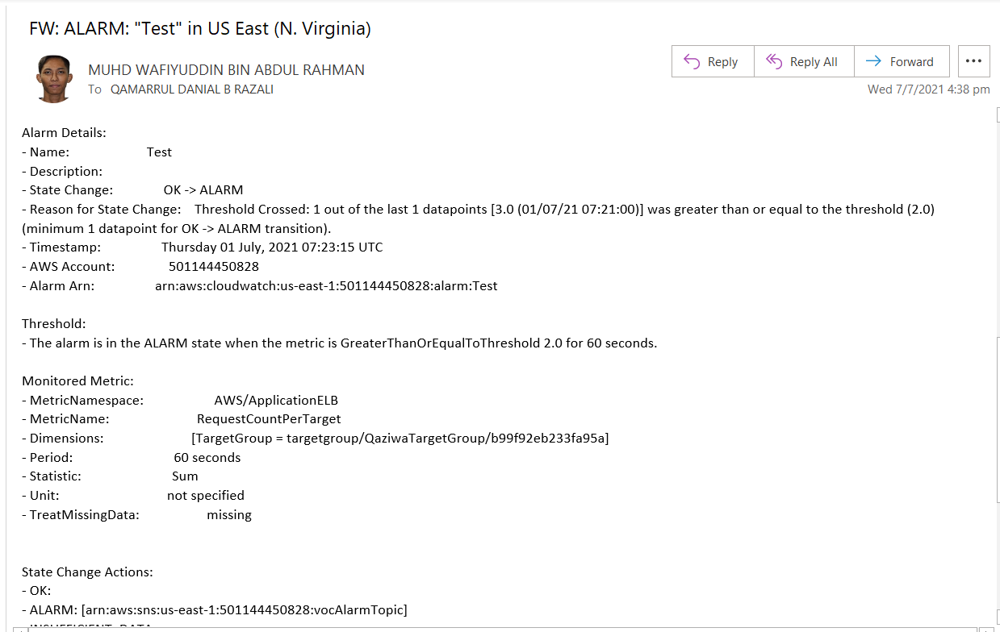 FW: ALARM: "Test" in US East (N. Virginia)
MUHD WAFIYUDDIN BIN ABDUL RAHMAN
To QAMARRUL DANIAL B RAZALI
Reply
Reply All
Forward
Wed 7/7/2021 4:38 pm
Alarm Details:
- Name: Test
- Description:
- State Change: OK -> ALARM
- Reason for State Change: Threshold Crossed: 1 out of the last 1 datapoints [3.0 (01/07/21 07:21:00)] was greater than or equal to the threshold (2.0)
(minimum 1 datapoint for OK -> ALARM transition).
- Timestamp: Thursday 01 July, 2021 07:23:15 UTC
- AWS Account: 501144450828
- Alarm Arn: arn:aws:cloudwatch:us-east-1:501144450828:alarm:Test
Threshold:
- The alarm is in the ALARM state when the metric is GreaterThanOrEqualToThreshold 2.0 for 60 seconds.
Monitored Metric:
- MetricNamespace: AWS/ApplicationELB
- MetricName: RequestCountPerTarget
- Dimensions: [TargetGroup = targetgroup/QaziwaTargetGroup/b99f92eb233fa95a]
- Period: 60 seconds
- Statistic: Sum
- Unit: not specified
- TreatMissingData: missing
State Change Actions:
- OK:
- ALARM: [arn:aws:sns:us-east-1:501144450828:vocAlarmTopic]